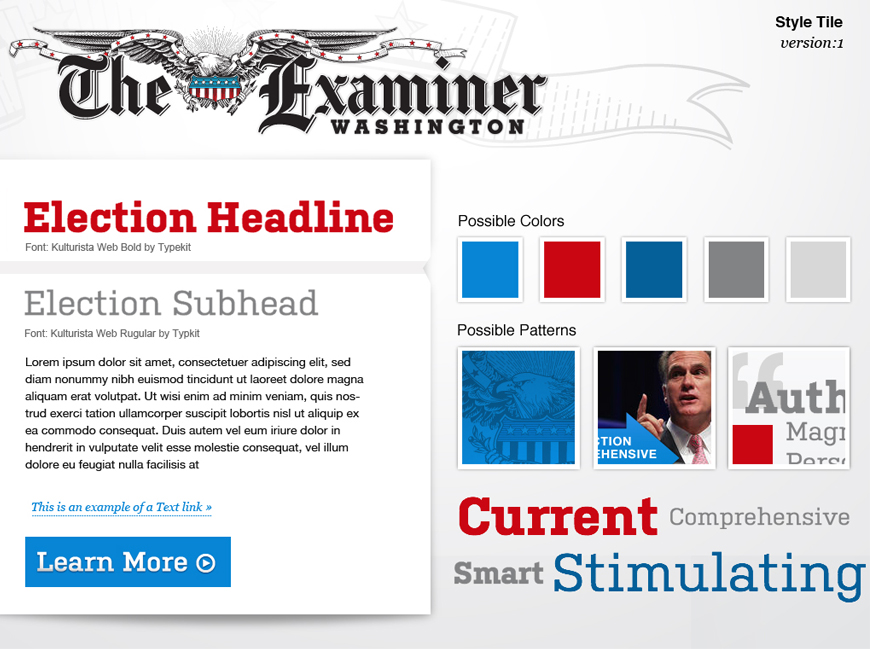 Style Tile
version:1
The Examiner
WASHINGTON
Election Headline
Font: Kulturista Web Bold by Typekit
Election Subhead
Font: Kulturista Web Rugular by Typkit
Lorem ipsum dolor sit amet, consectetuer adipiscing elit, sed
diam nonummy nibh euismod tincidunt ut laoreet dolore magna
aliquam erat volutpat. Ut wisi enim ad minim veniam, quis nos-
trud exerci tation ullamcorper suscipit lobortis nisl ut aliquip ex
ea commodo consequat. Duis autem vel eum iriure dolor in
hendrerit in vulputate velit esse molestie consequat, vel illum
dolore eu feugiat nulla facilisis at
This is an example of a Text link »
Learn More
Possible Colors
Possible Patterns
CTION
EHENSIVE
“
Auth
Magn
Perso
Current Comprehensive
Smart Stimulating